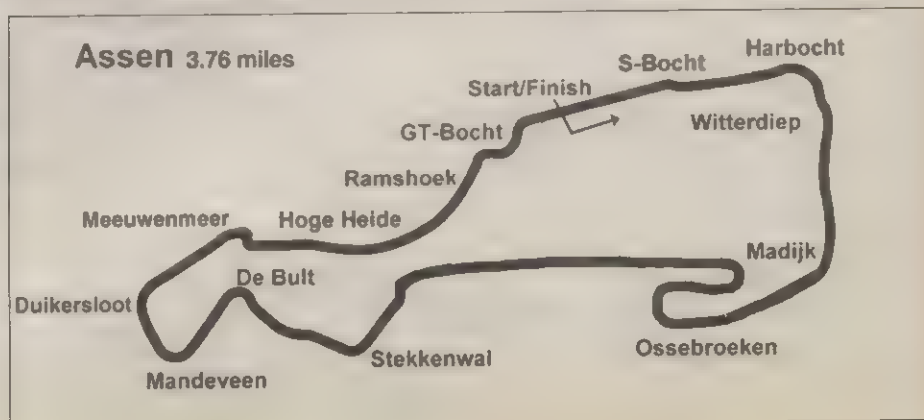 Assen 3.76 miles
Harbocht
S-Bocht
Start/Finish
GT-Bocht
Witterdiep
Ramshoek
Meeuwenmeer
Hoge Heide
Madijk
De Bult
Duikersloot
Ossebroeken
Stekkenwal
Mandeveen